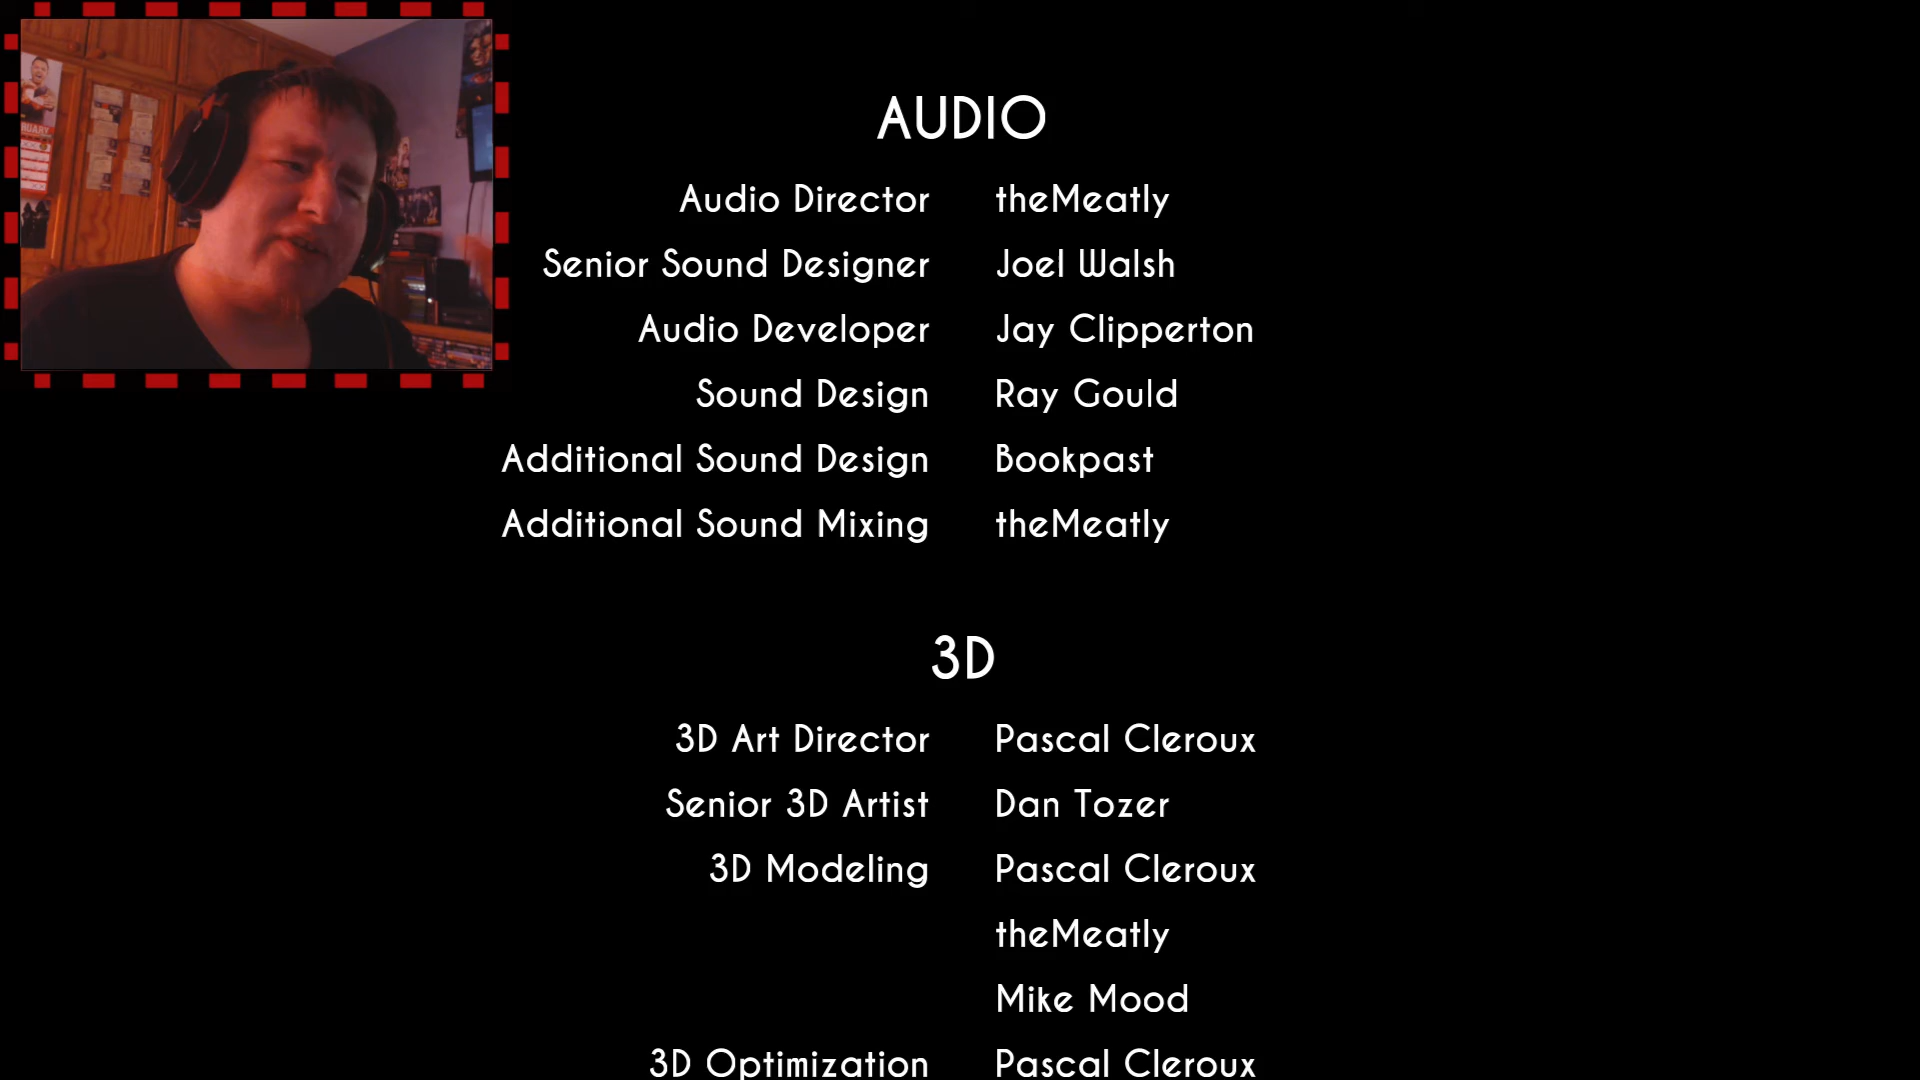 RUARY
AUDIO
Audio Director theMeatly
Senior Sound Designer Joel Walsh
Audio Developer Jay Clipperton
Sound Design Ray Gould
Additional Sound Design Bookpast
Additional Sound Mixing theMeatly
3D
3D Art Director Pascal Cleroux
Senior 3D Artist Dan Tozer
3D Modeling Pascal Cleroux
theMeatly
Mike Mood
3D Optimization Pascal Cleroux